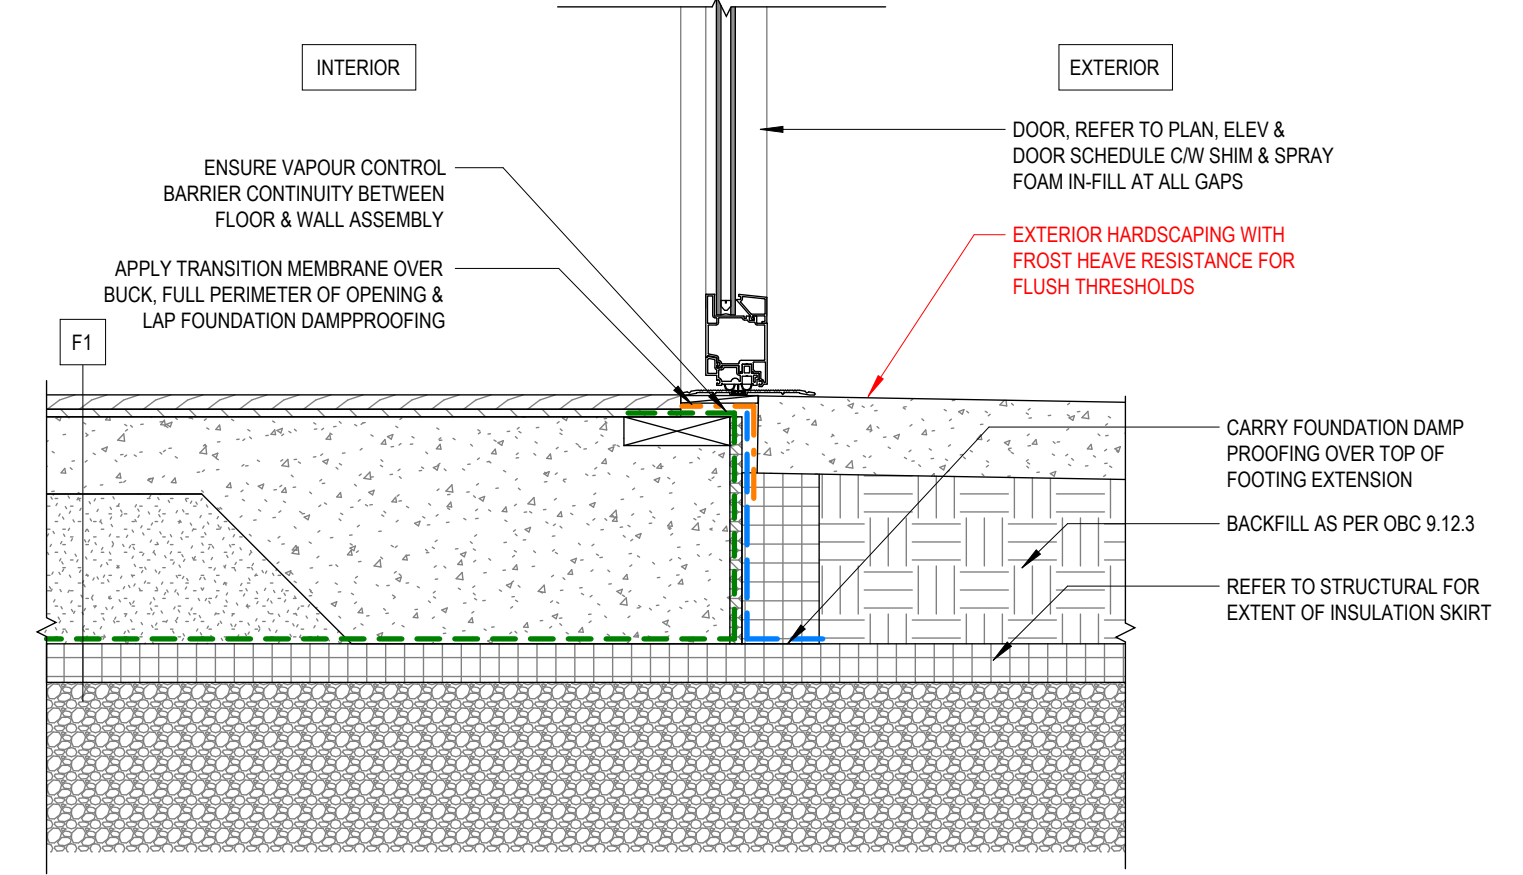 INTERIOR
EXTERIOR
DOOR, REFER TO PLAN, ELEV &
DOOR SCHEDULE C/W SHIM & SPRAY
FOAM IN-FILL AT ALL GAPS
ENSURE VAPOUR CONTROL
BARRIER CONTINUITY BETWEEN
FLOOR & WALL ASSEMBLY
EXTERIOR HARDSCAPING WITH
FROST HEAVE RESISTANCE FOR
FLUSH THRESHOLDS
APPLY TRANSITION MEMBRANE OVER
BUCK, FULL PERIMETER OF OPENING &
LAP FOUNDATION DAMPPROOFING
F1
CARRY FOUNDATION DAMP
PROOFING OVER TOP OF
FOOTING EXTENSION
BACKFILL AS PER OBC 9.12.3
REFER TO STRUCTURAL FOR
EXTENT OF INSULATION SKIRT